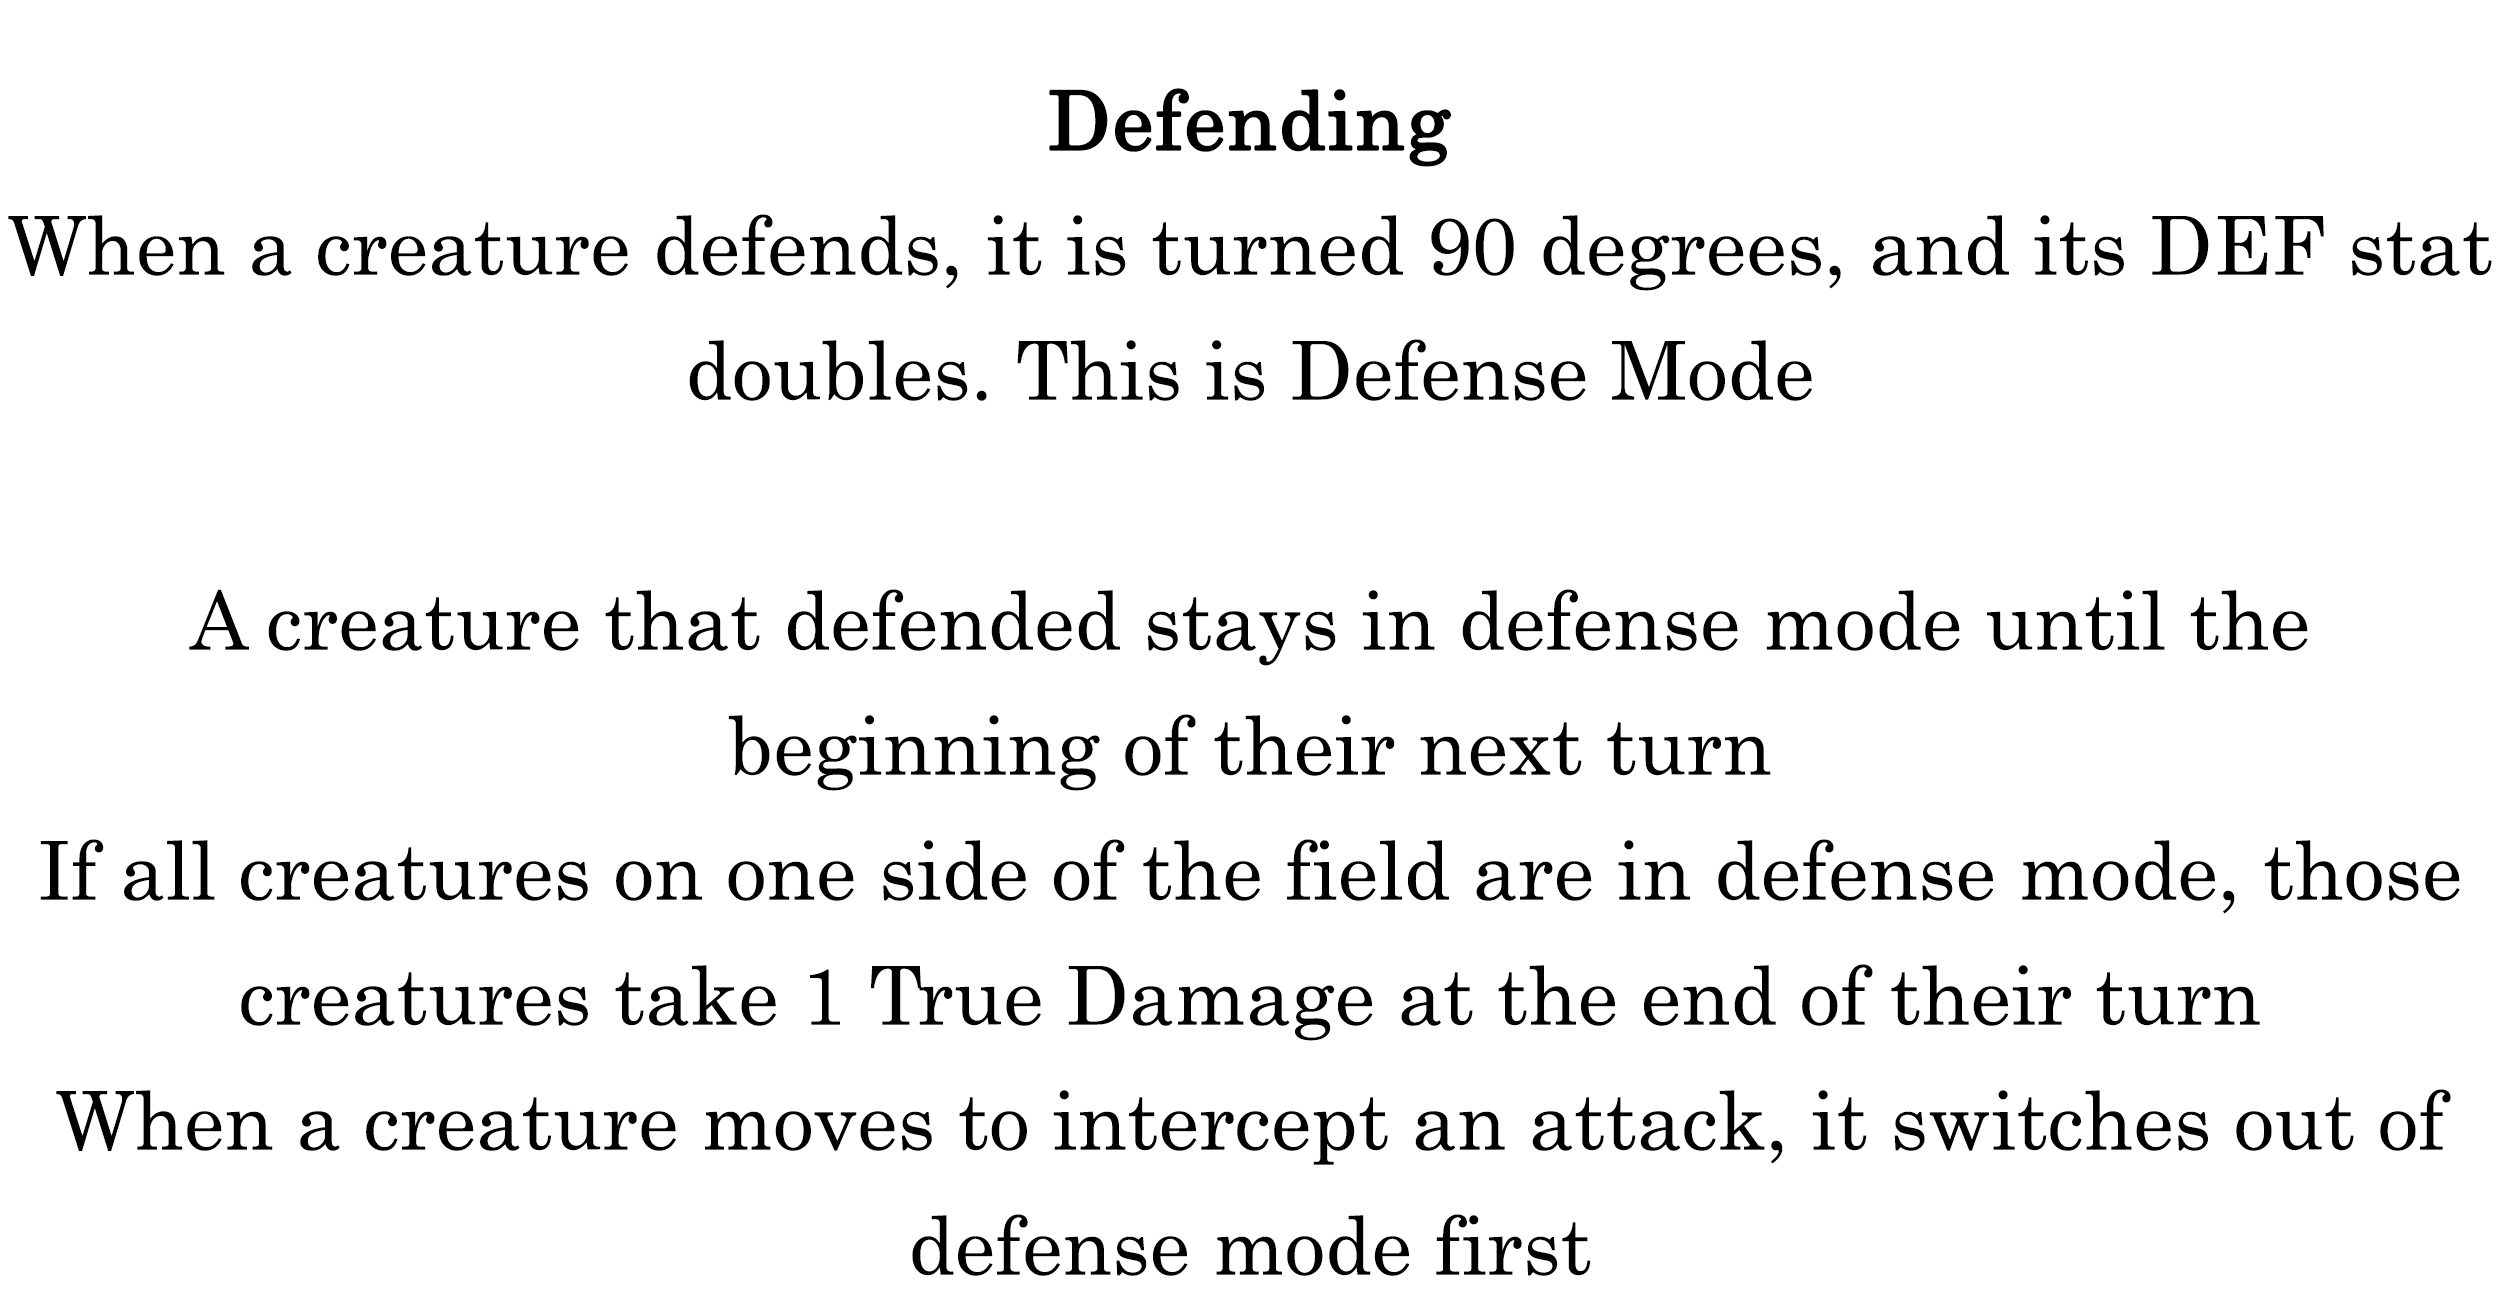 Defending
When a creature defends, it is turned 90 degrees, and its DEF stat
doubles. This is Defense Mode
A creature that defended stays in defense mode until the
beginning of their next turn
If all creatures on one side of the field are in defense mode, those
creatures take 1 True Damage at the end of their turn
When a creature moves to intercept an attack, it switches out of
defense mode first